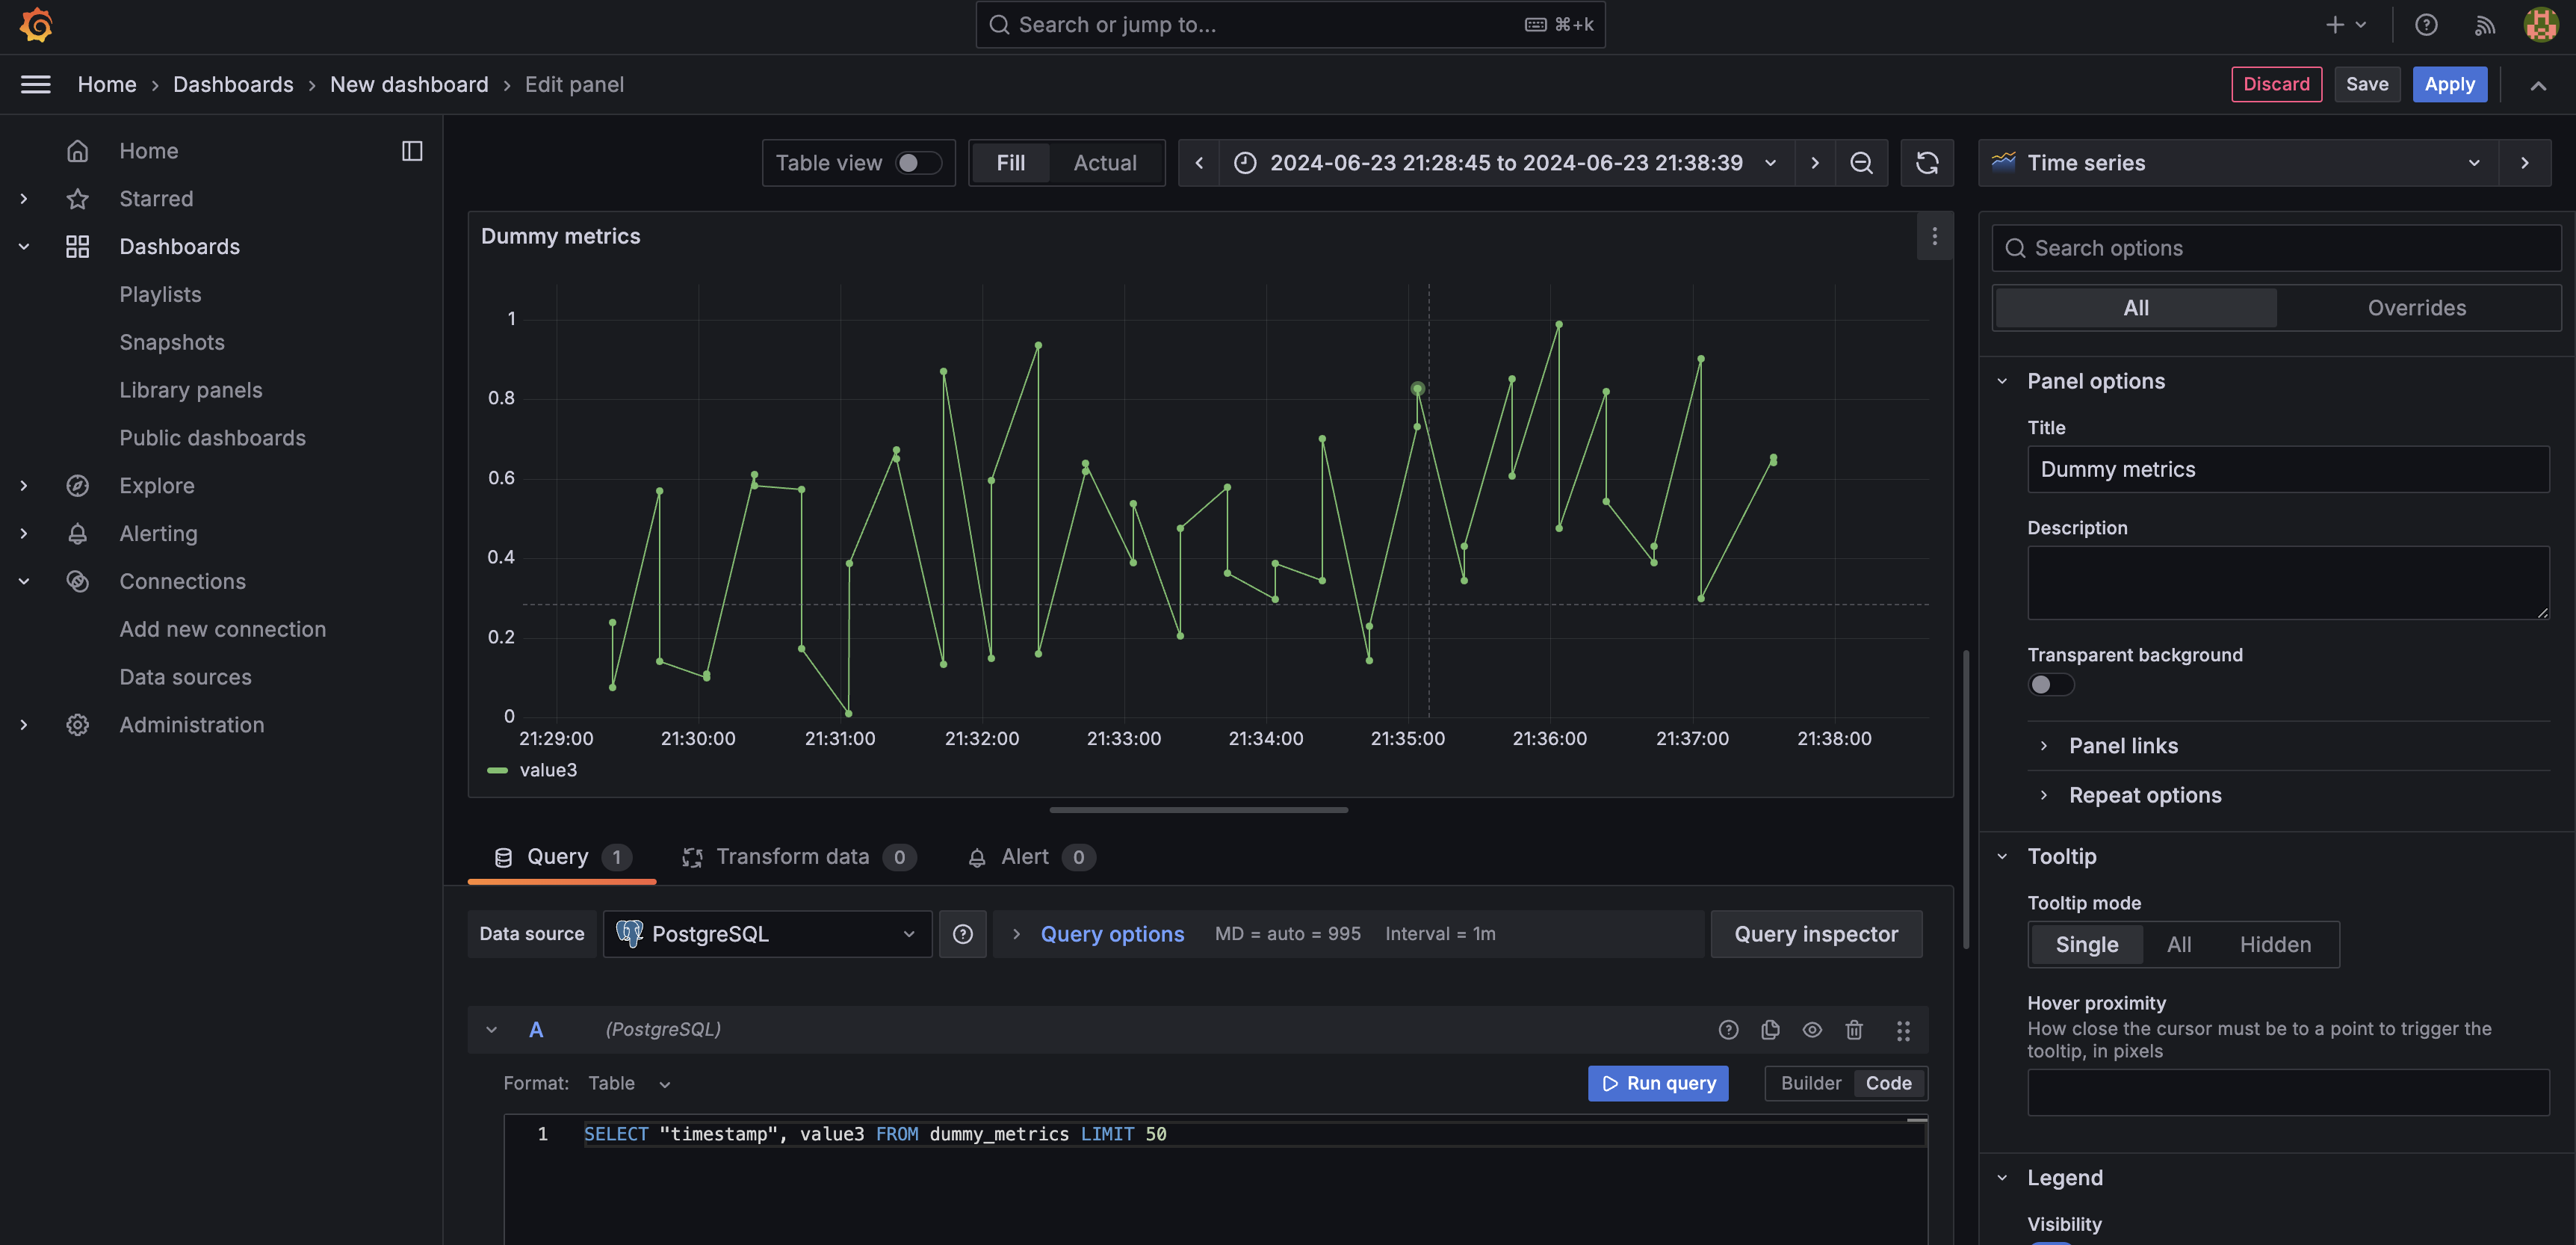 Search or jump to... ⌘+k
Home › Dashboards › New dashboard › Edit panel
Discard Save Apply
Home
Starred
Dashboards
Playlists
Snapshots
Library panels
Public dashboards
Explore
Alerting
Connections
Add new connection
Data sources
Administration
Table view
Fill Actual
2024-06-23 21:28:45 to 2024-06-23 21:38:39
Dummy metrics
1
0.8
0.6
0.4
0.2
0
21:29:00 21:30:00 21:31:00 21:32:00 21:33:00 21:34:00 21:35:00 21:36:00 21:37:00 21:38:00
value3
Query 1 Transform data 0 Alert 0
Data source PostgreSQL Query options MD = auto = 995 Interval = 1m Query inspector
A (PostgreSQL)
Format: Table Run query Builder Code
1 SELECT "timestamp", value3 FROM dummy_metrics LIMIT 50
Time series
Search options
All Overrides
Panel options
Title
Dummy metrics
Description
Transparent background
Panel links
Repeat options
Tooltip
Tooltip mode
Single All Hidden
Hover proximity
How close the cursor must be to a point to trigger the
tooltip, in pixels
Legend
Visibility